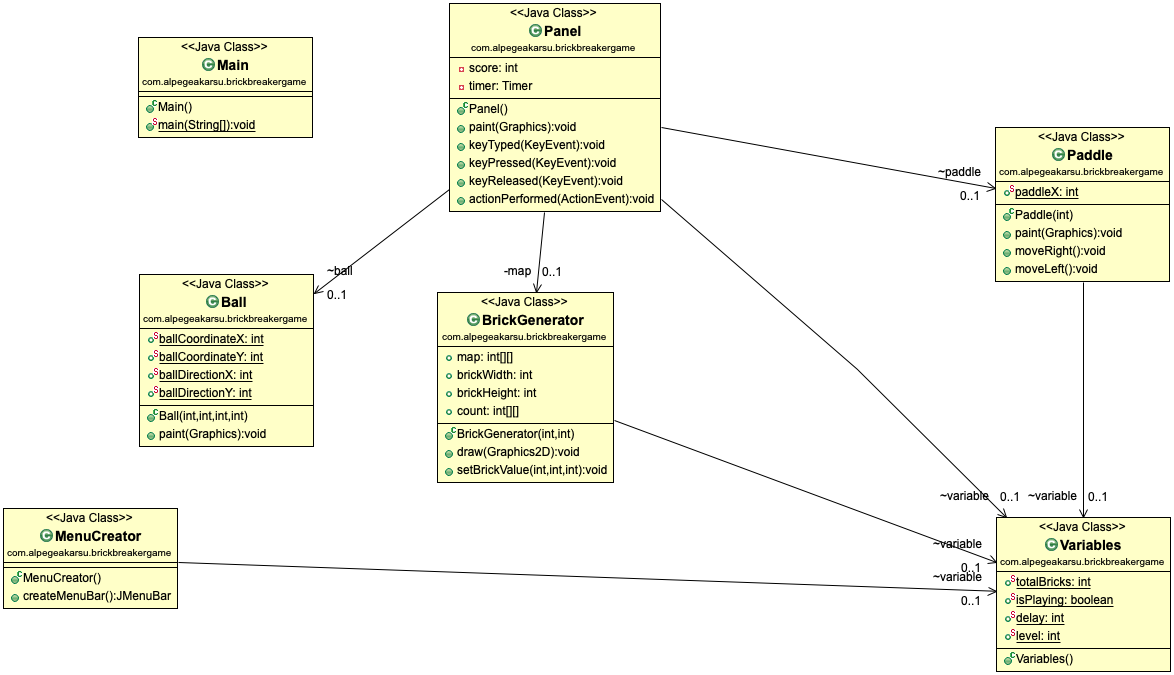 <<Java Class>>
Main
com.alpegeakarsu.brickbreakergame
Main()
main(String[]):void
<<Java Class>>
Panel
com.alpegeakarsu.brickbreakergame
score: int
timer: Timer
Panel()
paint(Graphics):void
keyTyped(KeyEvent):void
keyPressed(KeyEvent):void
keyReleased(KeyEvent):void
actionPerformed(ActionEvent):void
<<Java Class>>
Paddle
com.alpegeakarsu.brickbreakergame
paddleX: int
Paddle(int)
paint(Graphics):void
moveRight():void
moveLeft():void
~paddle
0..1
~ball
0..1
-map
0..1
<<Java Class>>
Ball
com.alpegeakarsu.brickbreakergame
ballCoordinateX: int
ballCoordinateY: int
ballDirectionX: int
ballDirectionY: int
Ball(int,int,int,int)
paint(Graphics):void
<<Java Class>>
BrickGenerator
com.alpegeakarsu.brickbreakergame
map: int[][]
brickWidth: int
brickHeight: int
count: int[][]
BrickGenerator(int,int)
draw(Graphics2D):void
setBrickValue(int,int,int):void
~variable
0..1
~variable
0..1
~variable
0..1
~variable
0..1
<<Java Class>>
MenuCreator
com.alpegeakarsu.brickbreakergame
MenuCreator()
createMenuBar():JMenuBar
<<Java Class>>
Variables
com.alpegeakarsu.brickbreakergame
totalBricks: int
isPlaying: boolean
delay: int
level: int
Variables()